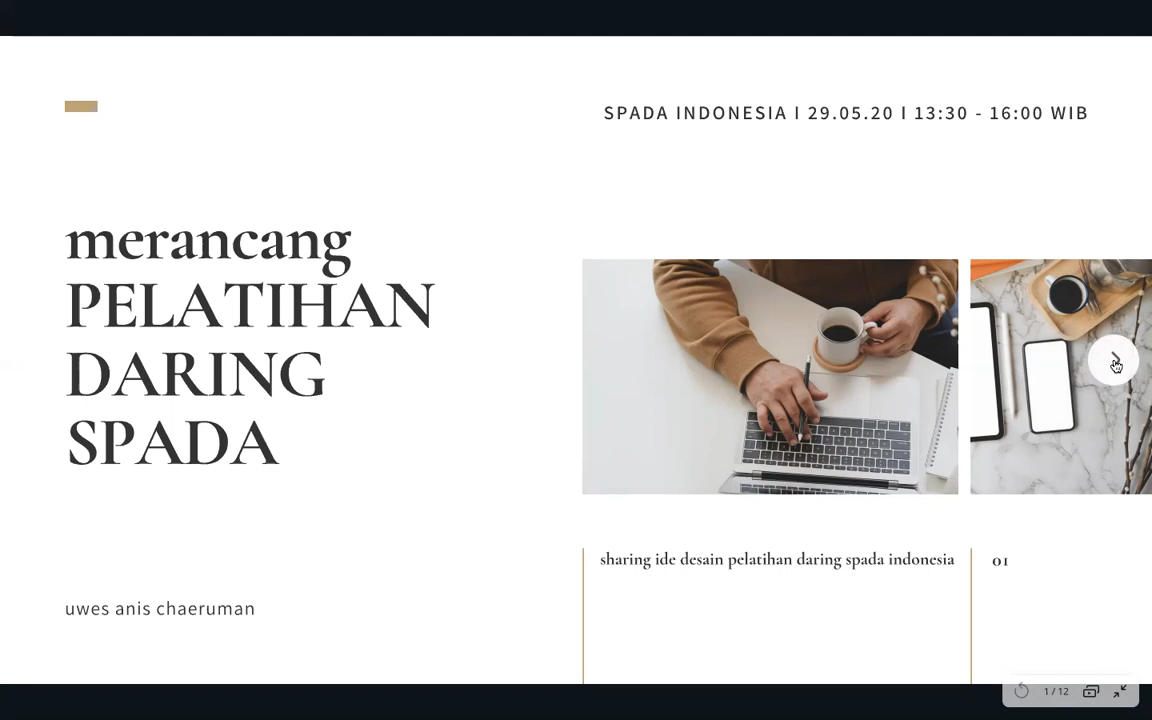 SPADA INDONESIA I 29.05.20 I 13:30 - 16:00 WIB
merancang
PELATIHAN
DARING
SPADA
sharing ide desain pelatihan daring spada indonesia
01
uwes anis chaeruman
1 / 12